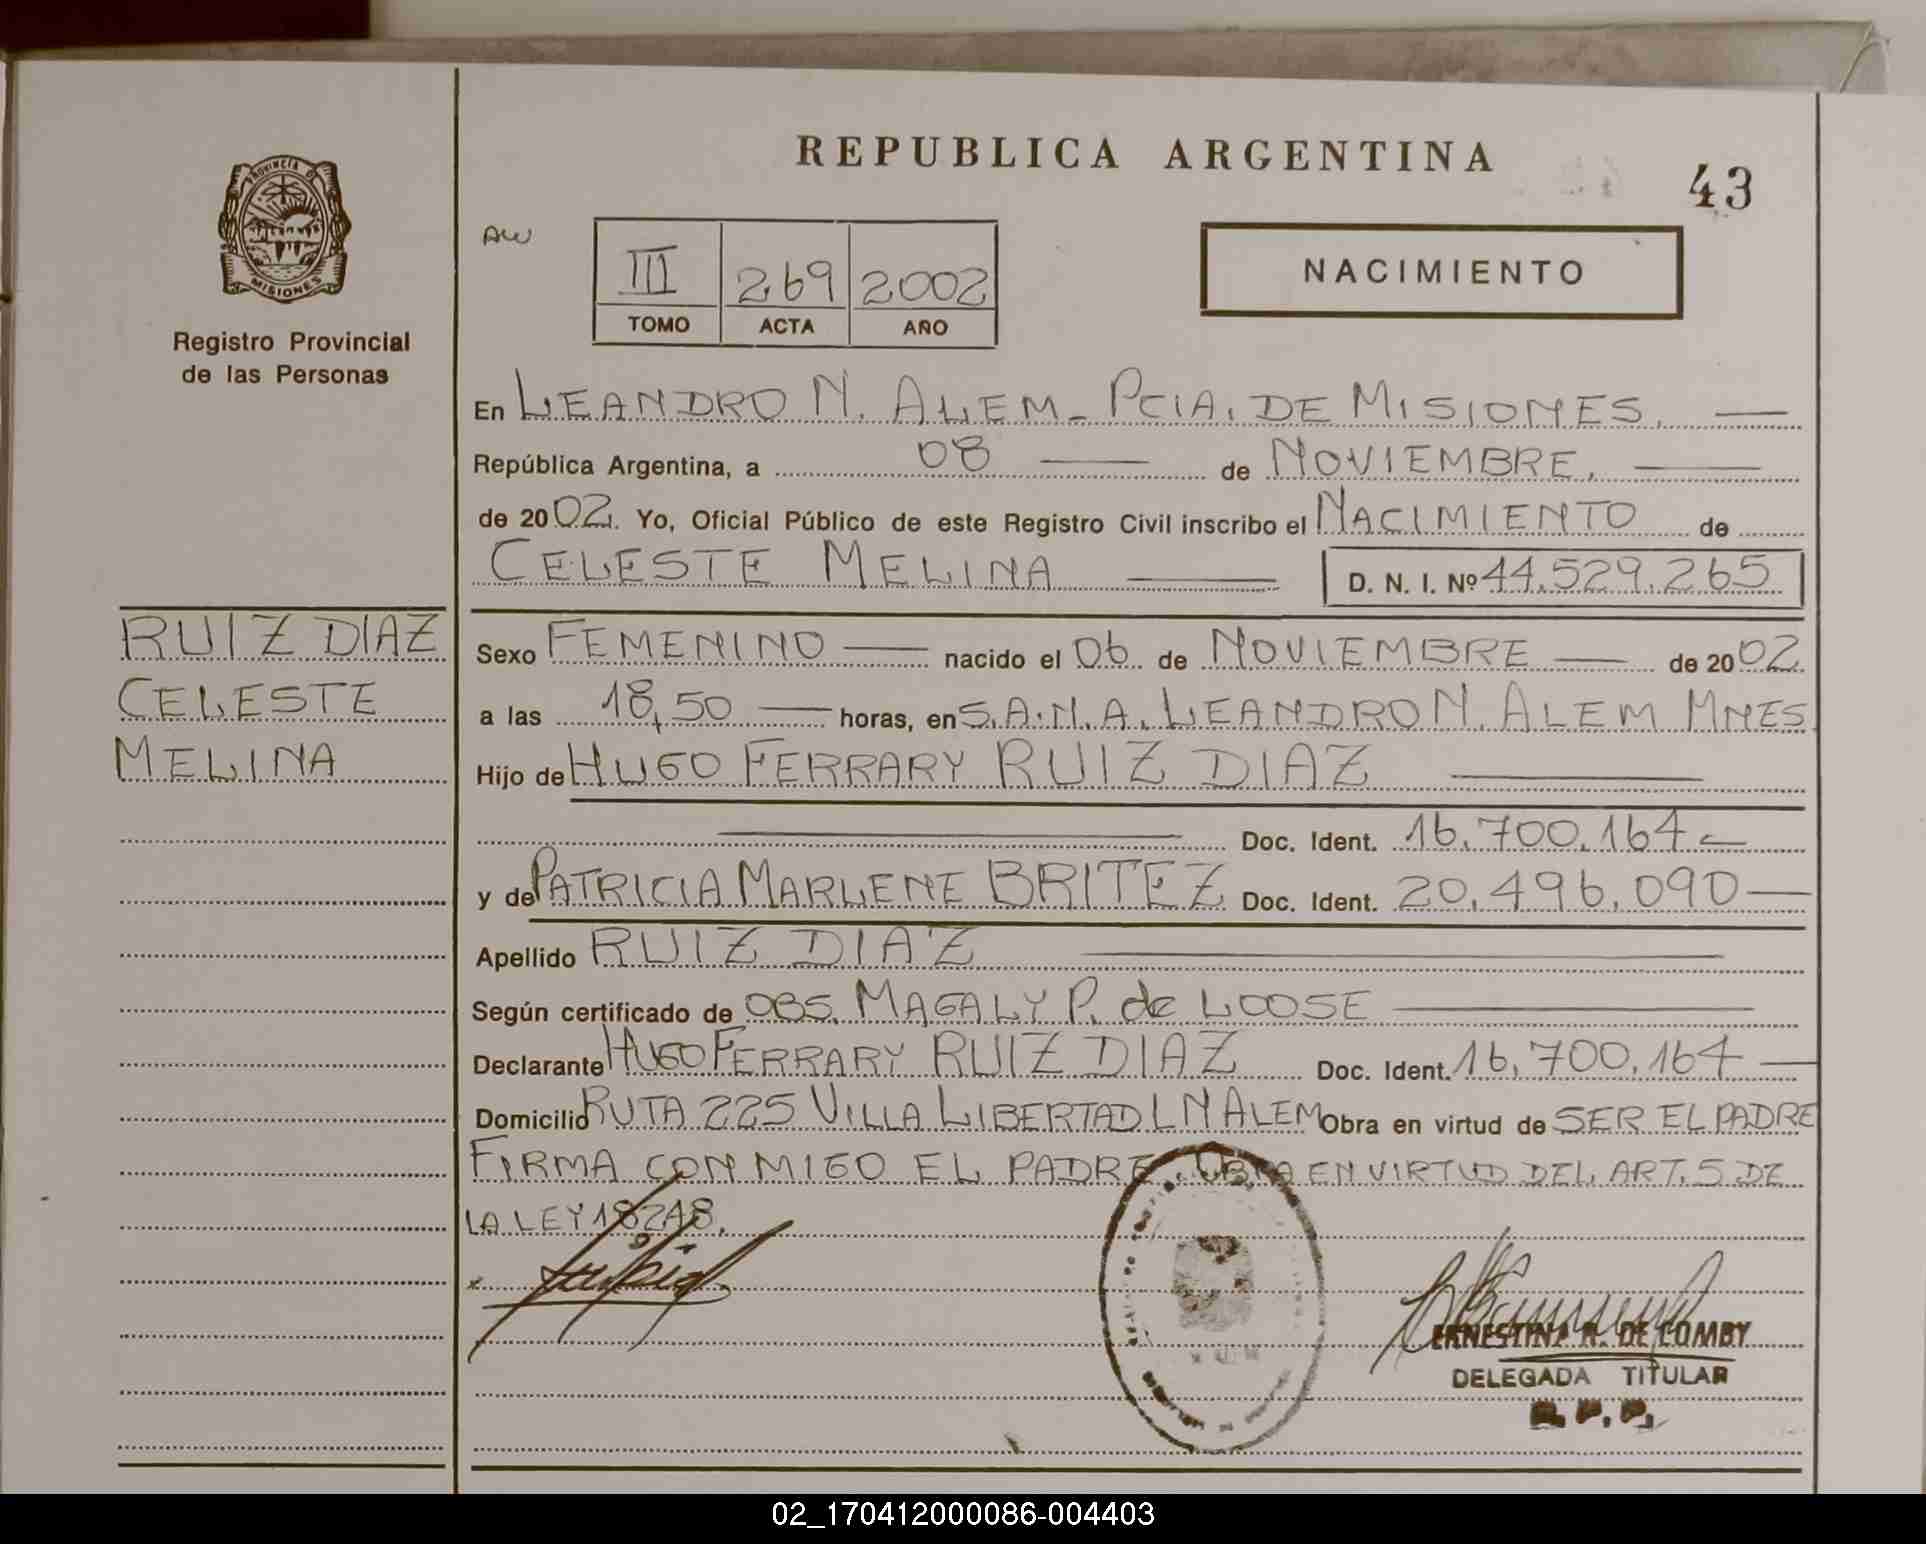 REPUBLICA ARGENTINA
43
PROVINCIA DE
MISIONES
Registro Provincial
de las Personas
AW
III 269 2002
TOMO ACTA AÑO
NACIMIENTO
En LEANDRO N. ALEM - PCIA. DE MISIONES.
República Argentina, a 08 de NOVIEMBRE.
de 2002. Yo, Oficial Público de este Registro Civil inscribo el NACIMIENTO de
CELESTE MELINA D. N. I. Nº 44.529.265
RUIZ DIAZ
CELESTE
MELINA
Sexo FEMENINO nacido el 06 de NOVIEMBRE de 2002
a las 18,50 horas, en S.A.N.A. LEANDRO N. ALEM MNES
Hijo de HUGO FERRARY RUIZ DIAZ
Doc. Ident. 16.700.164
y de PATRICIA MARLENE BRITEZ Doc. Ident. 20.496.090
Apellido RUIZ DIAZ
Según certificado de OBS. MAGALY P. de LOOSE
Declarante HUGO FERRARY RUIZ DIAZ Doc. Ident. 16.700.164
Domicilio RUTA 225 VILLA LIBERTAD L N ALEM Obra en virtud de SER EL PADRE
FIRMA CONMIGO EL PADRE. OBRA EN VIRTUD DEL ART. 5 DE
LA LEY 18248.
ERNESTINA R. DE COMBY
DELEGADA TITULAR
R. P. P.
02_170412000086-004403